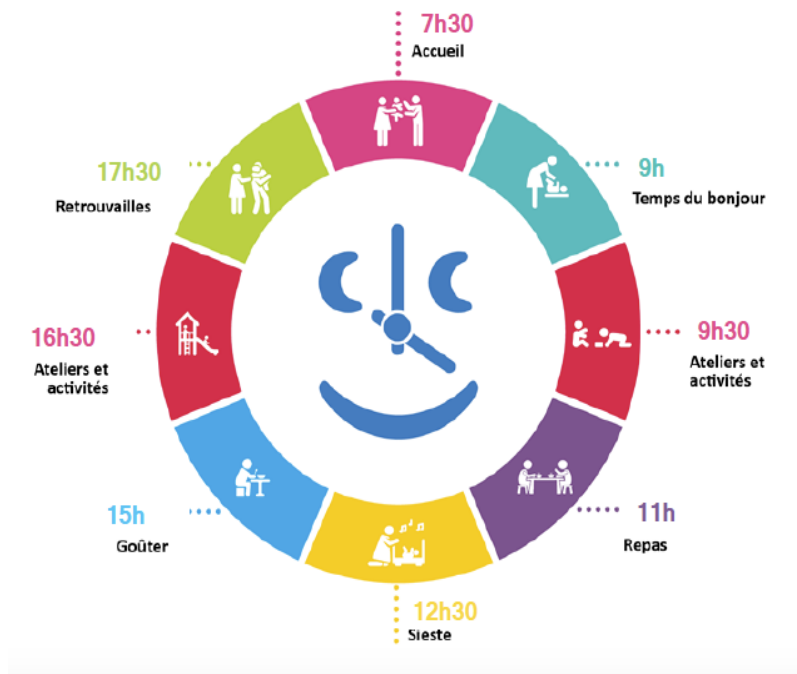 7h30
Accueil
9h
Temps du bonjour
9h30
Ateliers et
activités
11h
Repas
12h30
Sieste
15h
Goûter
16h30
Ateliers et
activités
17h30
Retrouvailles